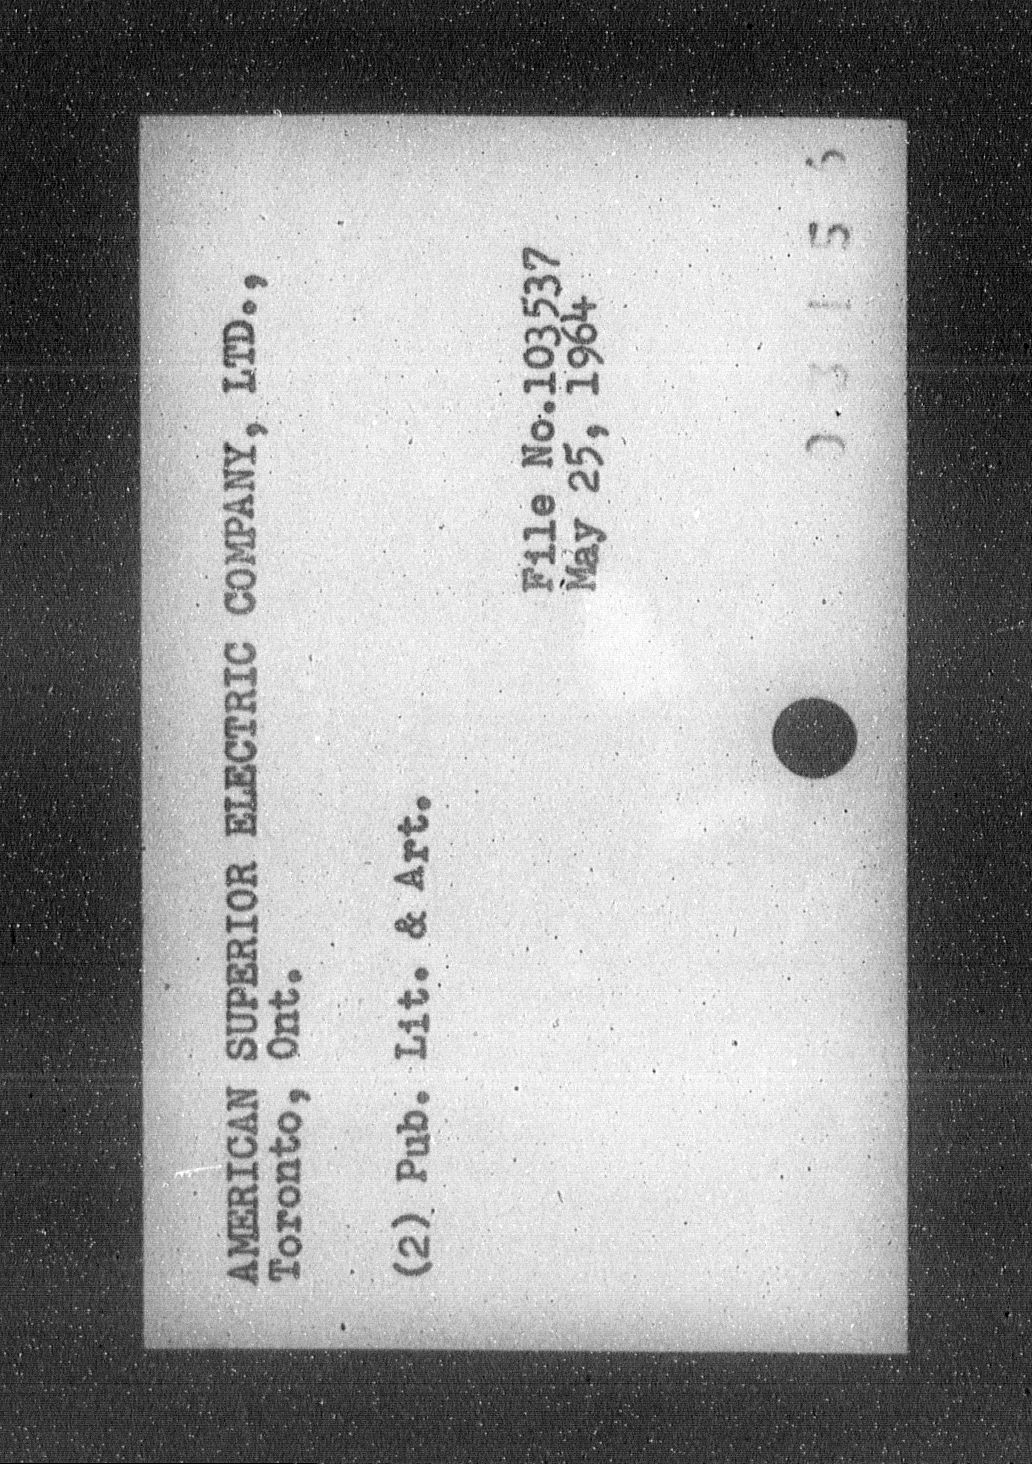 AMERICAN SUPERIOR ELECTRIC COMPANY, LTD.,
Toronto, Ont.
(2) Pub. Lit. & Art.
File No.103537
May 25, 1964